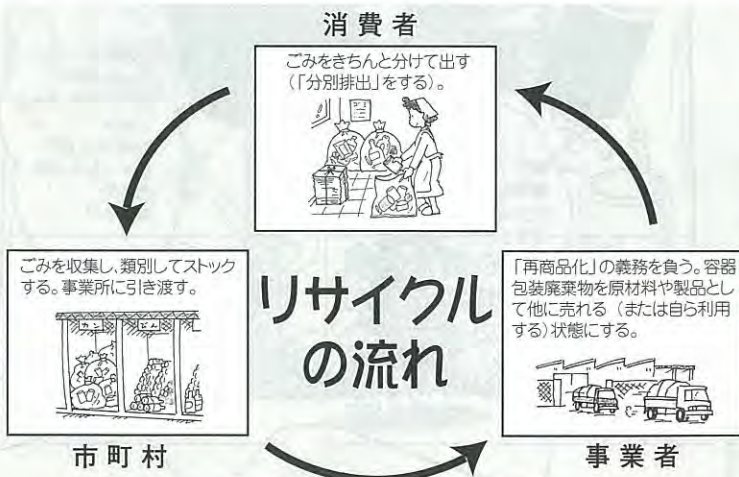 消費者
ごみをきちんと分けて出す
(「分別排出」をする)。
ごみを収集し、類別してストック
する。事業所に引き渡す。
カン
びん
市町村
リサイクル
の流れ
「再商品化」の義務を負う。容器
包装廃棄物を原材料や製品とし
て他に売れる (または自ら利用
する)状態にする。
事業者